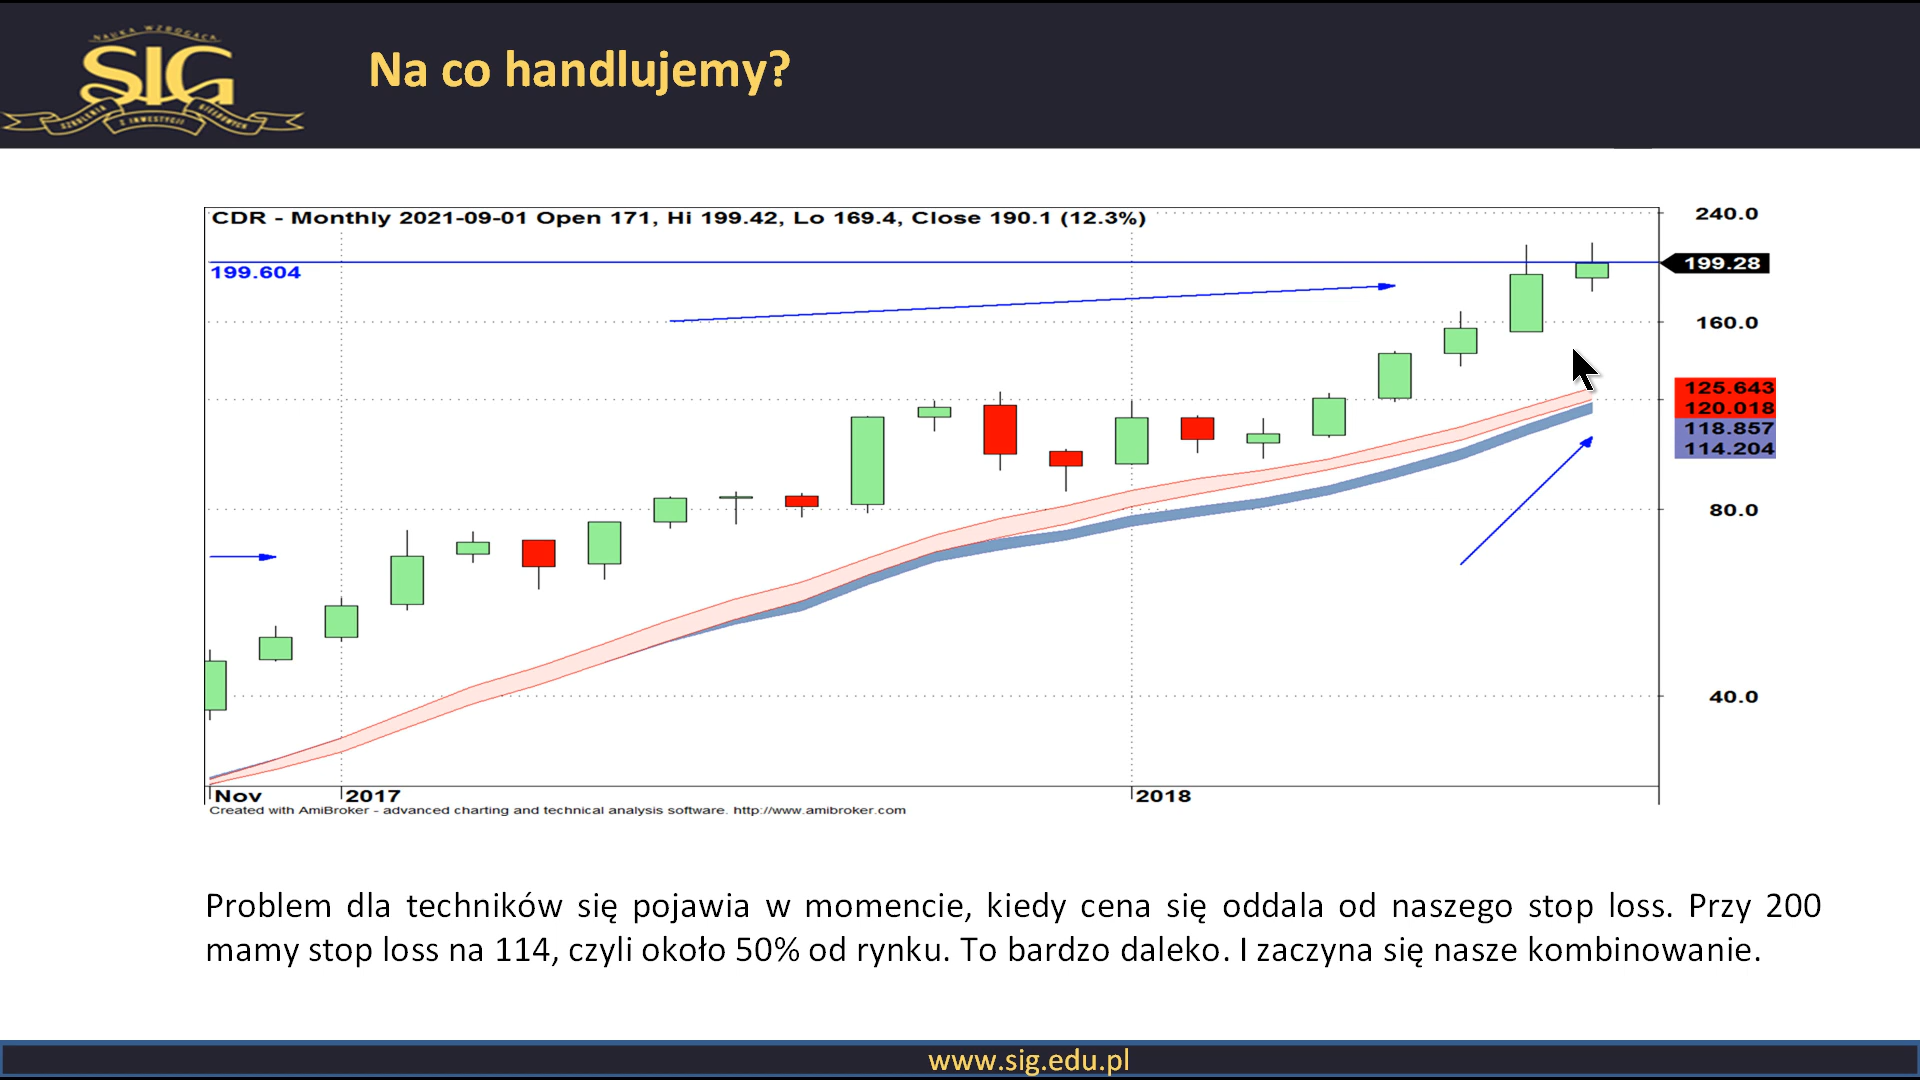 NAUKA WZBOGACA
SIG
SZKOLENIA Z INWESTYCJI GIEŁDOWYCH
Na co handlujemy?
CDR - Monthly 2021-09-01 Open 171, Hi 199.42, Lo 169.4, Close 190.1 (12.3%)
240.0
199.604
199.28
160.0
125.643
120.018
118.857
114.204
80.0
40.0
Nov 2017 2018
Created with AmiBroker - advanced charting and technical analysis software. http://www.amibroker.com
Problem dla techników się pojawia w momencie, kiedy cena się oddala od naszego stop loss. Przy 200
mamy stop loss na 114, czyli około 50% od rynku. To bardzo daleko. I zaczyna się nasze kombinowanie.
www.sig.edu.pl